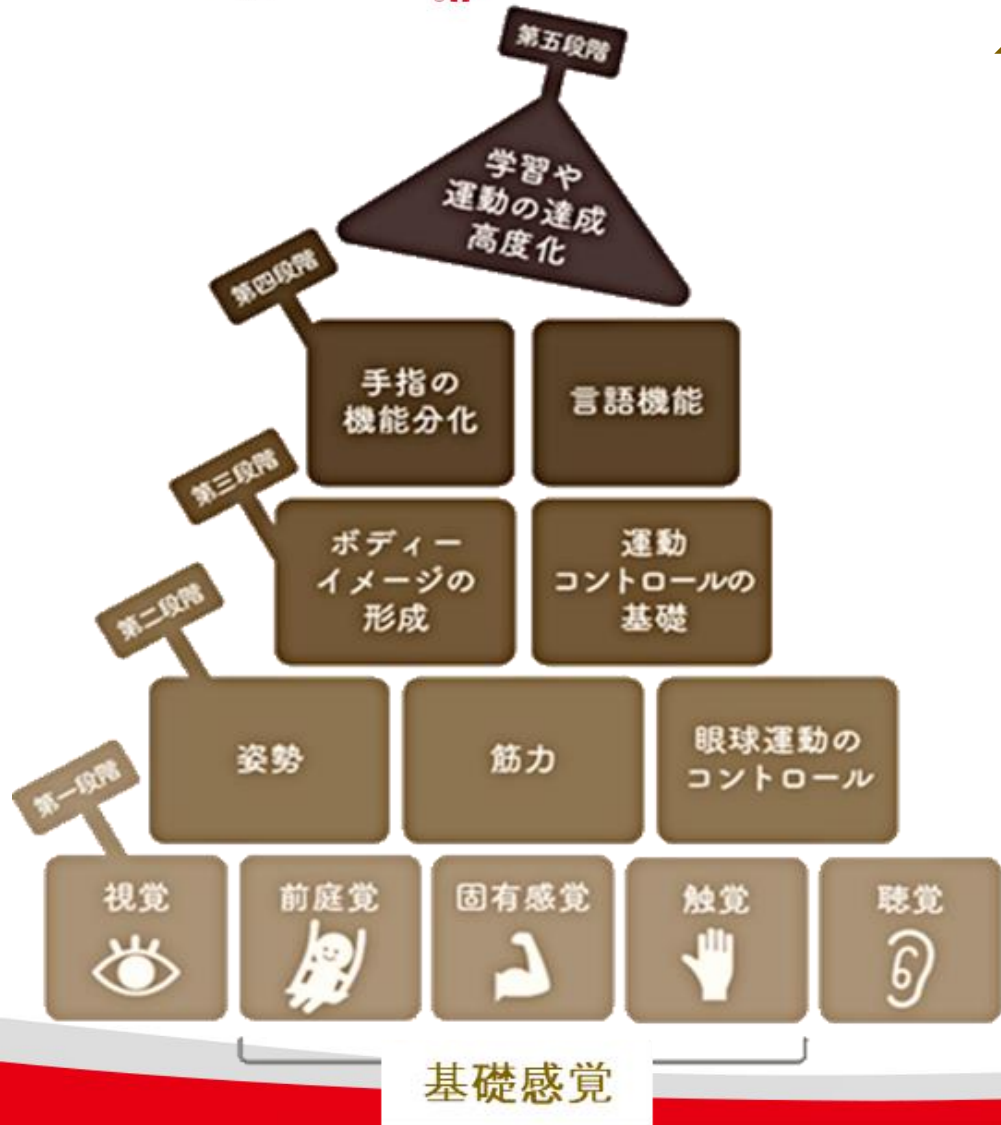 第五段階
学習や
運動の達成
高度化
第四段階
手指の
機能分化
言語機能
第三段階
ボディー
イメージの
形成
運動
コントロールの
基礎
第二段階
姿勢
筋力
眼球運動の
コントロール
第一段階
視覚
前庭覚
固有感覚
触覚
聴覚
基礎感覚